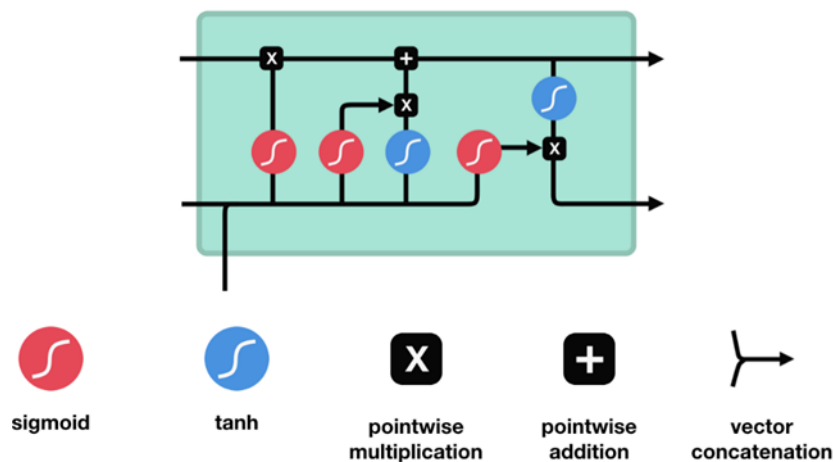 X
+
X
X
X
+
sigmoid
tanh
pointwise
multiplication
pointwise
addition
vector
concatenation